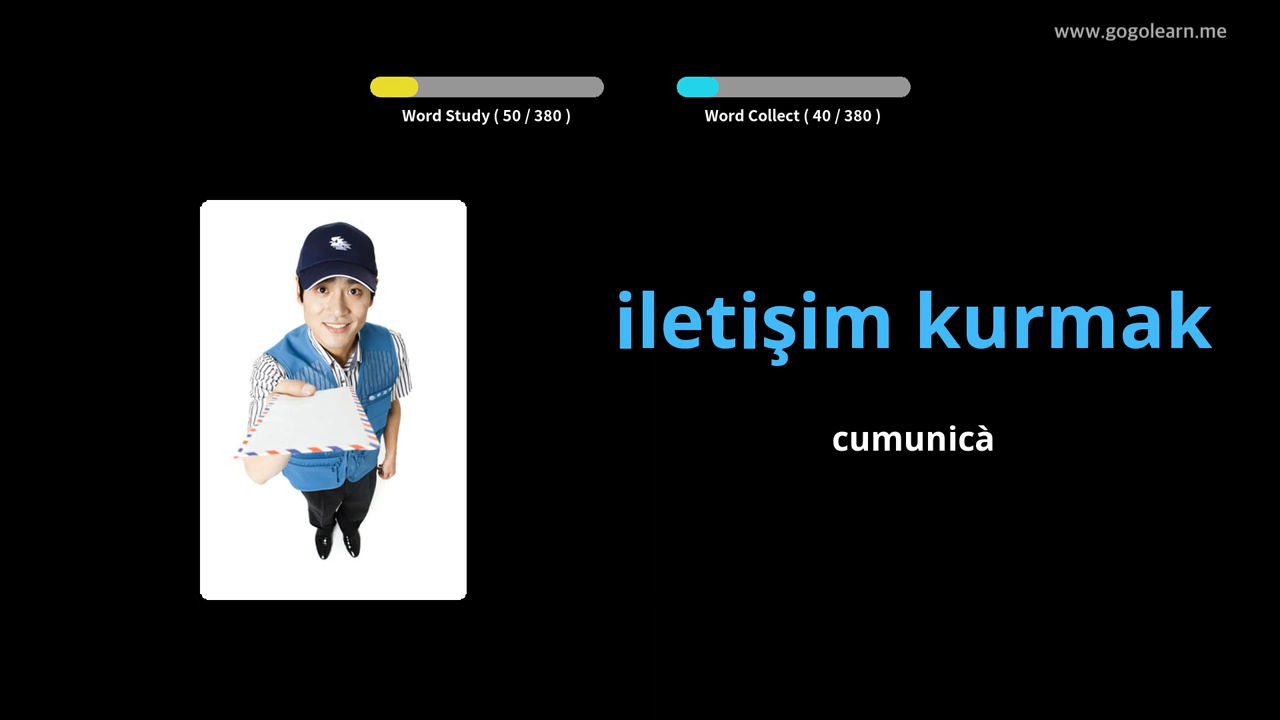 www.gogolearn.me
Word Study ( 50 / 380 )
Word Collect ( 40 / 380 )
iletişim kurmak
cumunicà